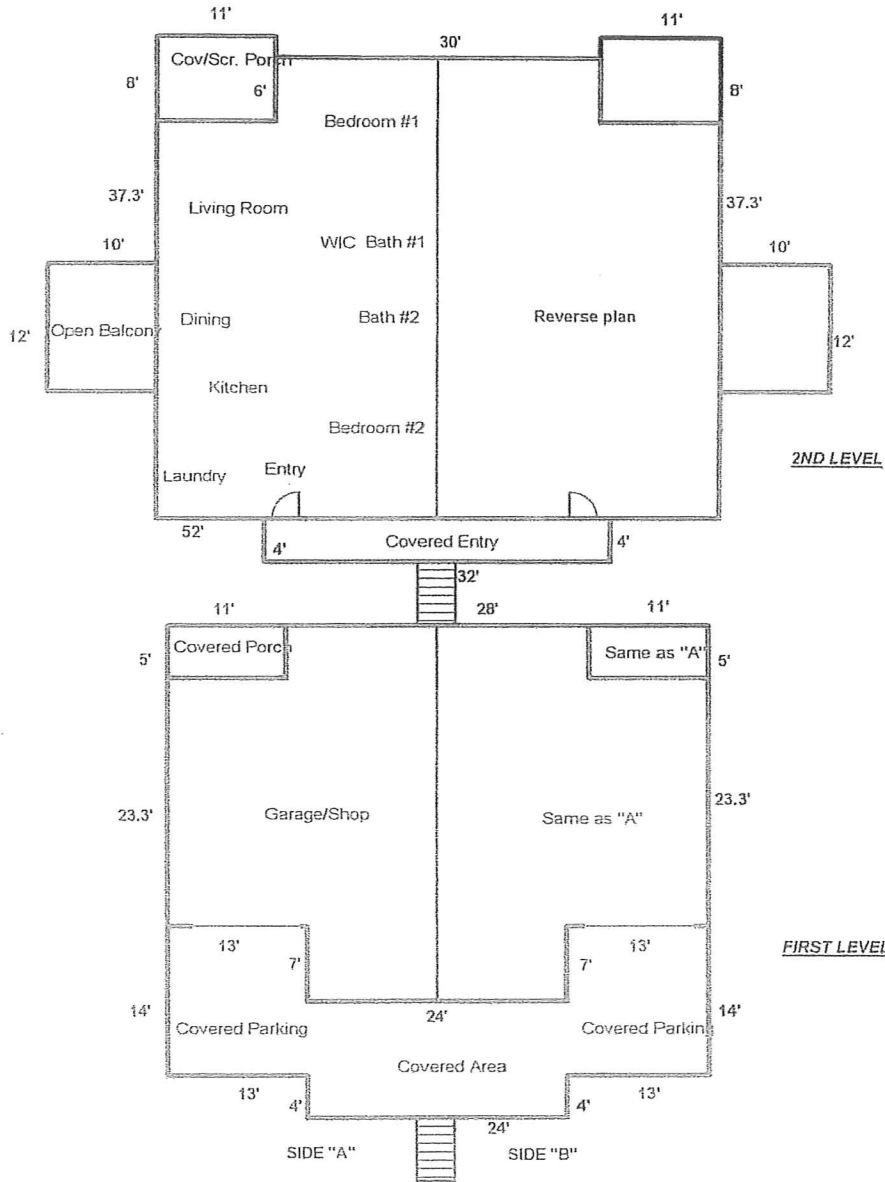 11'
30'
11'
Cov/Scr. Porch
8'
6'
8'
Bedroom #1
37.3'
Living Room
37.3'
10'
WIC Bath #1
10'
12'
Open Balcony
Dining
Bath #2
Reverse plan
12'
Kitchen
Bedroom #2
Laundry
Entry
2ND LEVEL
52'
4'
Covered Entry
4'
32'
11'
28'
11'
5'
Covered Porch
Same as "A"
5'
23.3'
Garage/Shop
Same as "A"
23.3'
13'
7'
7'
13'
FIRST LEVEL
14'
Covered Parking
24'
Covered Parking
14'
Covered Area
13'
4'
4'
13'
24'
SIDE "A"
SIDE "B"